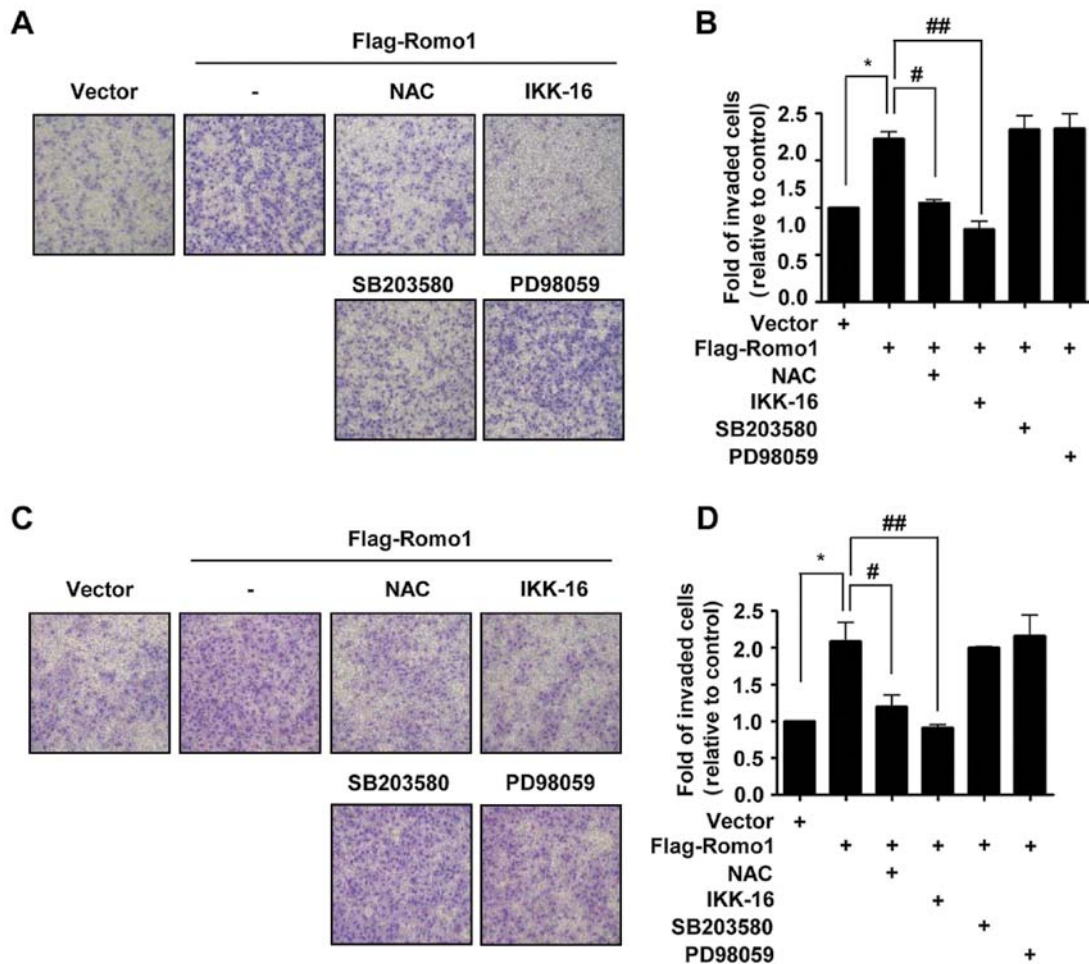 A
Flag-Romo1
Vector - NAC IKK-16
SB203580 PD98059
B
##
* #
Fold of invaded cells
(relative to control)
2.5
2.0
1.5
0.5
0.0
Vector +
Flag-Romo1 + + + + +
NAC +
IKK-16 +
SB203580 +
PD98059 +
C
Flag-Romo1
Vector - NAC IKK-16
SB203580 PD98059
D
##
* #
Fold of invaded cells
(relative to control)
2.5
2.0
1.5
1.0
0.5
0.0
Vector +
Flag-Romo1 + + + + +
NAC +
IKK-16 +
SB203580 +
PD98059 +